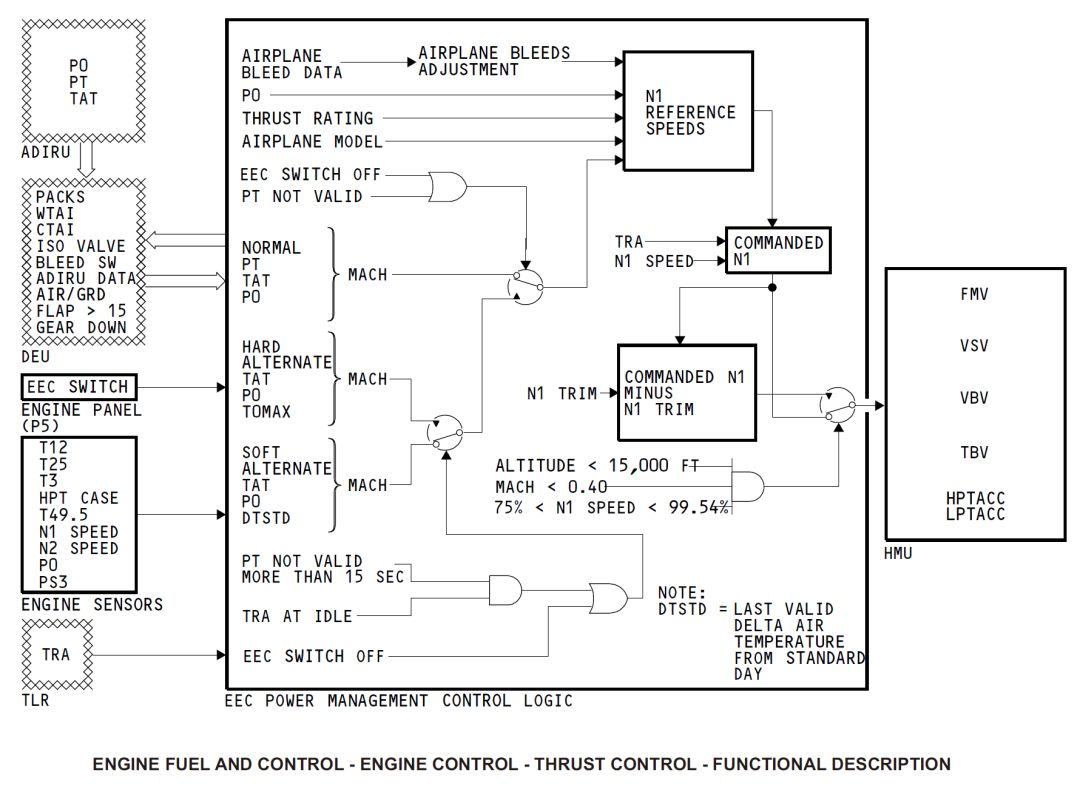 PO
PT
TAT
ADIRU
PACKS
WTAI
CTAI
ISO VALVE
BLEED SW
ADIRU DATA
AIR/GRD
FLAP > 15
GEAR DOWN
DEU
EEC SWITCH
ENGINE PANEL
(P5)
T12
T25
T3
HPT CASE
T49.5
N1 SPEED
N2 SPEED
PO
PS3
ENGINE SENSORS
TRA
TLR
AIRPLANE
BLEED DATA
AIRPLANE BLEEDS
ADJUSTMENT
PO
THRUST RATING
AIRPLANE MODEL
N1
REFERENCE
SPEEDS
EEC SWITCH OFF
PT NOT VALID
NORMAL
PT
TAT
PO
MACH
TRA
N1 SPEED
COMMANDED
N1
HARD
ALTERNATE
TAT
PO
TOMAX
MACH
N1 TRIM
COMMANDED N1
MINUS
N1 TRIM
SOFT
ALTERNATE
TAT
PO
DTSTD
MACH
ALTITUDE < 15,000 FT
MACH < 0.40
75% < N1 SPEED < 99.54%
PT NOT VALID
MORE THAN 15 SEC
TRA AT IDLE
EEC SWITCH OFF
NOTE:
DTSTD = LAST VALID
DELTA AIR
TEMPERATURE
FROM STANDARD
DAY
EEC POWER MANAGEMENT CONTROL LOGIC
FMV
VSV
VBV
TBV
HPTACC
LPTACC
HMU
ENGINE FUEL AND CONTROL - ENGINE CONTROL - THRUST CONTROL - FUNCTIONAL DESCRIPTION